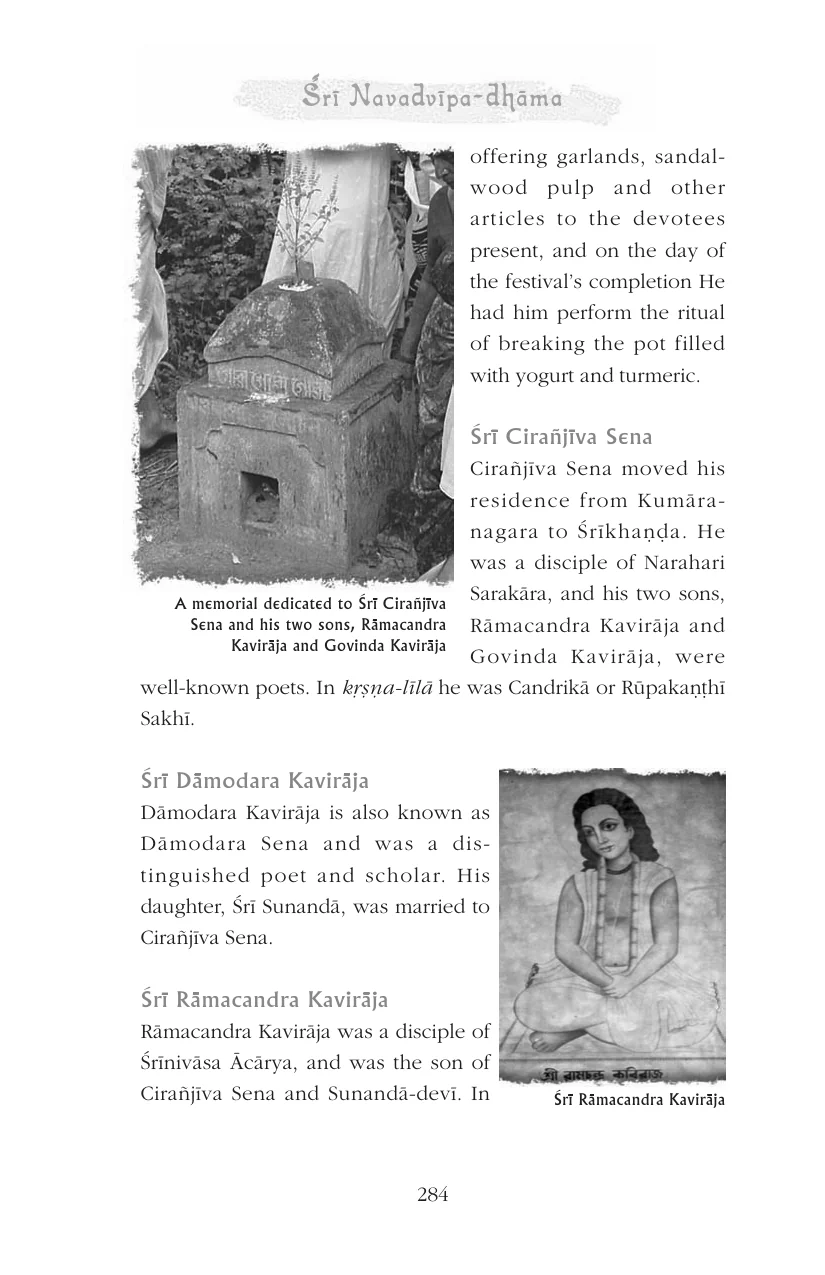 Śrī Navadvīpa-dhāma
offering garlands, sandal-
wood pulp and other
articles to the devotees
present, and on the day of
the festival’s completion He
had him perform the ritual
of breaking the pot filled
with yogurt and turmeric.
Śrī Cirañjīva Sena
Cirañjīva Sena moved his
residence from Kumāra-
nagara to Śrīkhaṇḍa. He
was a disciple of Narahari
Sarakāra, and his two sons,
Rāmacandra Kavirāja and
Govinda Kavirāja, were
well-known poets. In kṛṣṇa-līlā he was Candrikā or Rūpakaṇṭhī
Sakhī.
A memorial dedicated to Śrī Cirañjīva
Sena and his two sons, Rāmacandra
Kavirāja and Govinda Kavirāja
Śrī Dāmodara Kavirāja
Dāmodara Kavirāja is also known as
Dāmodara Sena and was a dis-
tinguished poet and scholar. His
daughter, Śrī Sunandā, was married to
Cirañjīva Sena.
Śrī Rāmacandra Kavirāja
Rāmacandra Kavirāja was a disciple of
Śrīnivāsa Ācārya, and was the son of
Cirañjīva Sena and Sunandā-devī. In
শ্রী রামচন্দ্র কবিরাজ
Śrī Rāmacandra Kavirāja
284